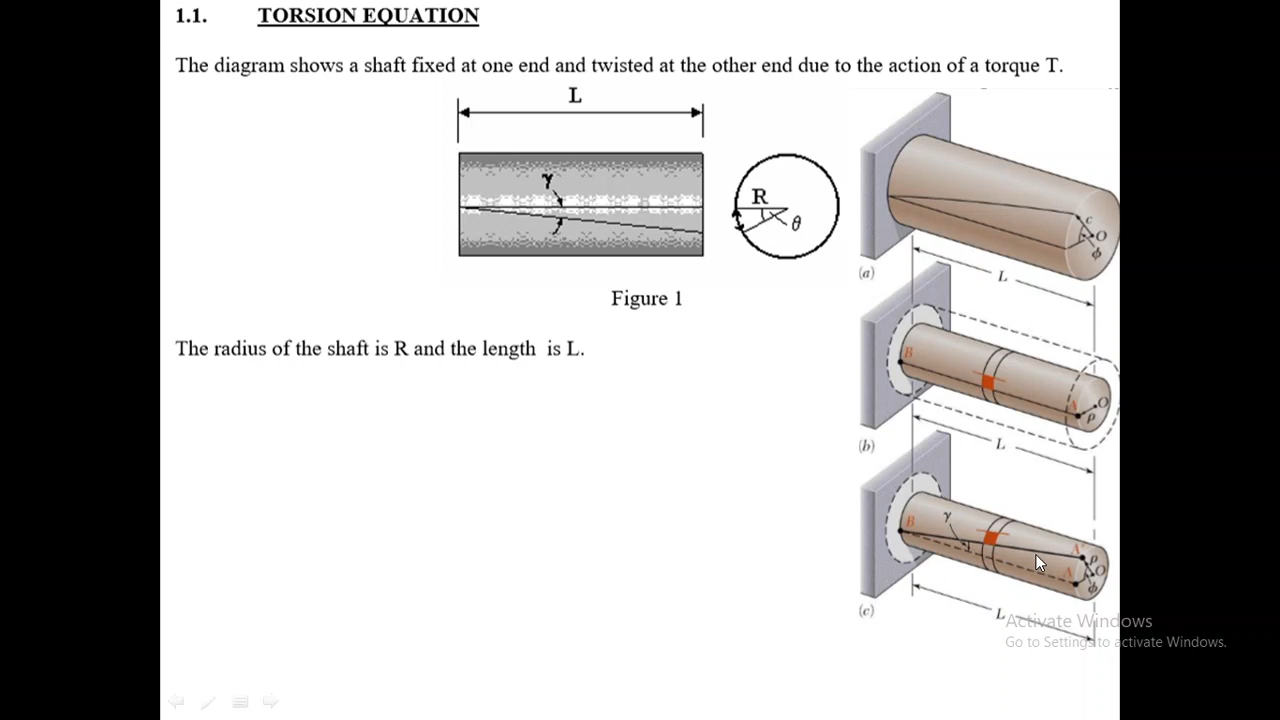 1.1. TORSION EQUATION
The diagram shows a shaft fixed at one end and twisted at the other end due to the action of a torque T.
L
γ
R
θ
Figure 1
The radius of the shaft is R and the length is L.
c
O
ϕ
(a)
L
B
A
O
ρ
(b)
L
B
γ
A'
ρ
A
O
ϕ
(c)
L
Activate Windows
Go to Settings to activate Windows.